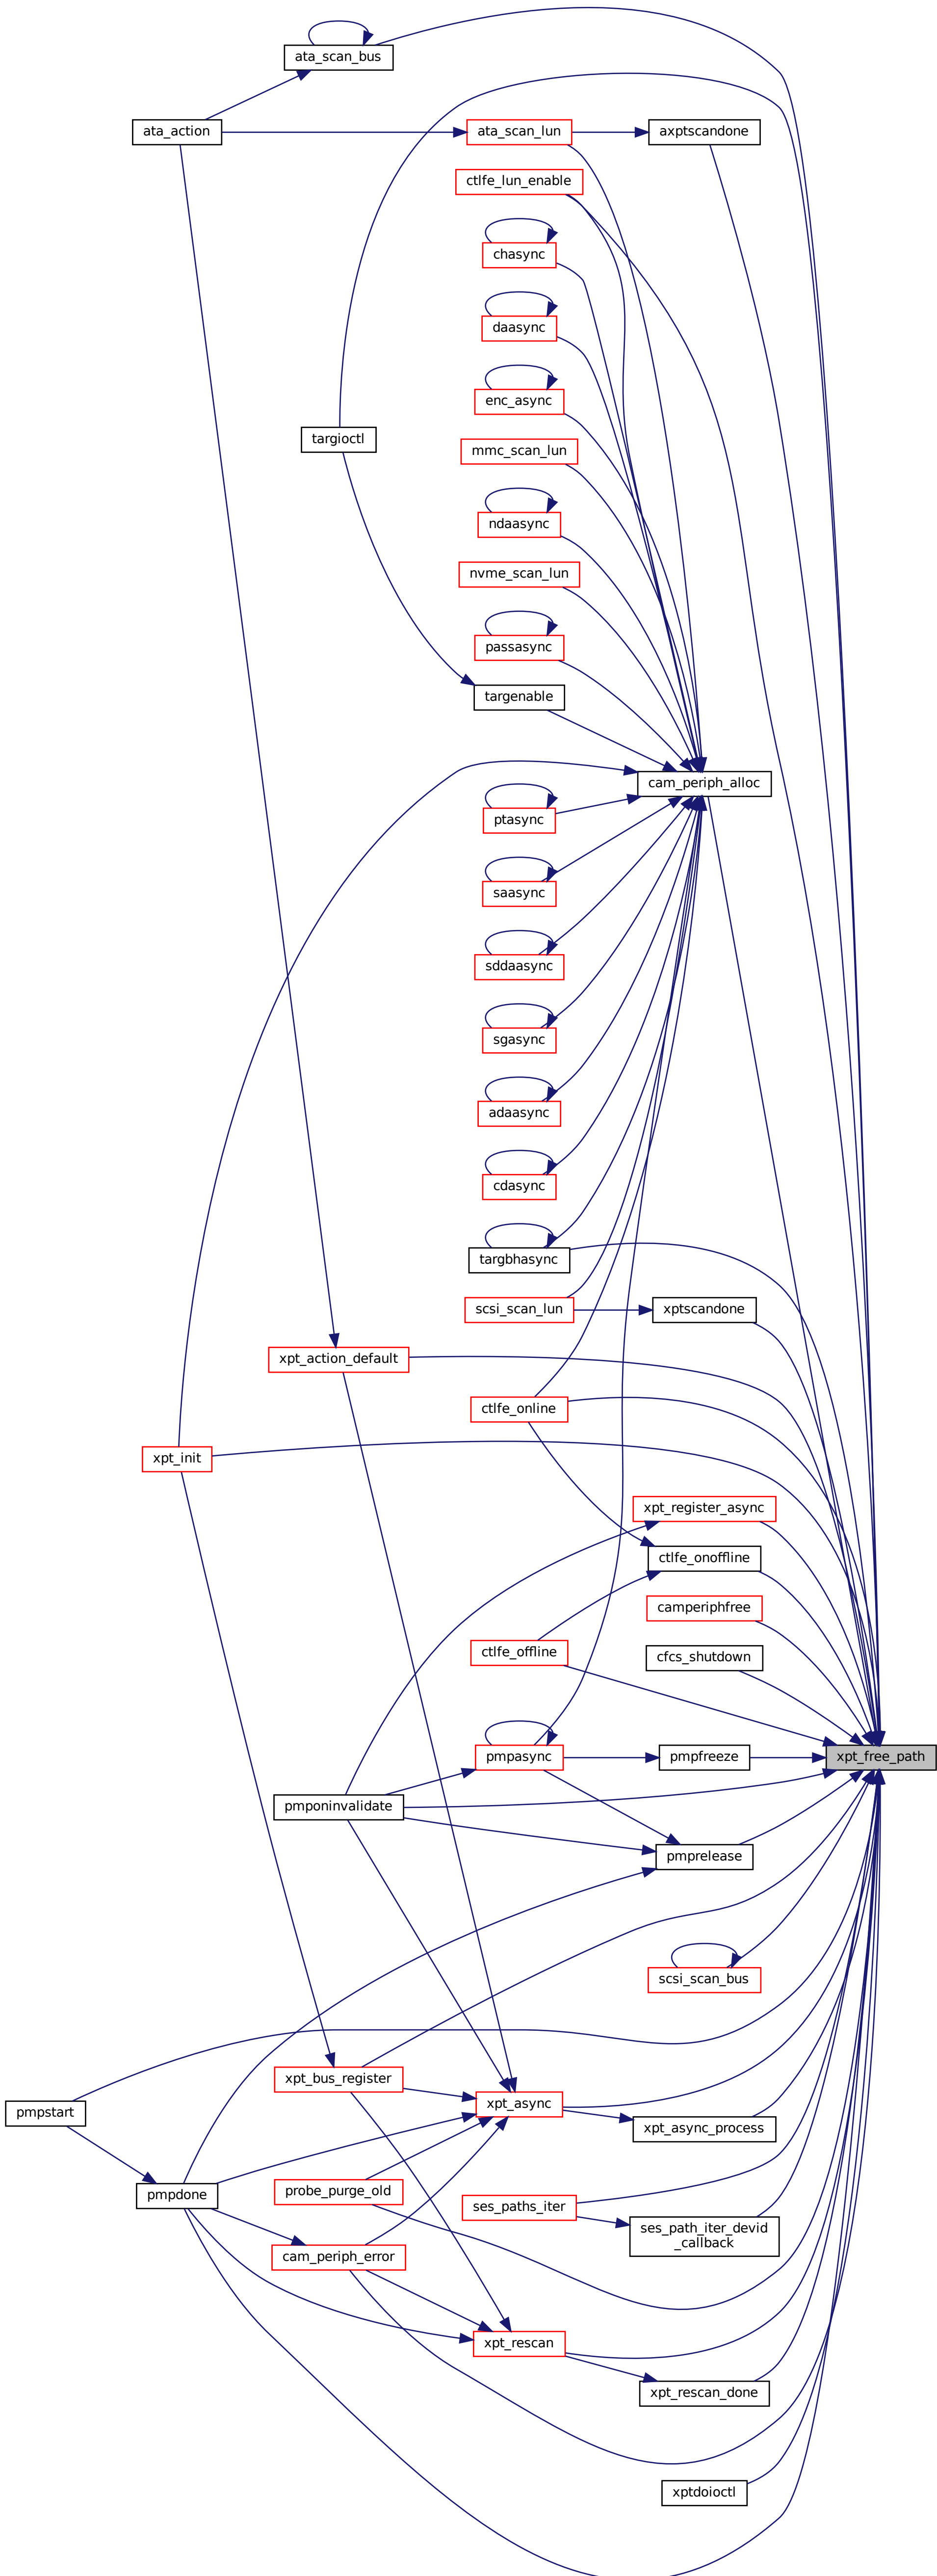 ata_scan_bus
ata_action
ata_scan_lun
axptscandone
ctlfe_lun_enable
chasync
daasync
enc_async
targioctl
mmc_scan_lun
ndaasync
nvme_scan_lun
passasync
targenable
cam_periph_alloc
ptasync
saasync
sddaasync
sgasync
adaasync
cdasync
targbhasync
scsi_scan_lun
xptscandone
xpt_action_default
ctlfe_online
xpt_init
xpt_register_async
ctlfe_onoffline
camperiphfree
ctlfe_offline
cfcs_shutdown
pmpasync
pmpfreeze
xpt_free_path
pmponinvalidate
pmprelease
scsi_scan_bus
xpt_bus_register
xpt_async
pmpstart
xpt_async_process
pmpdone
probe_purge_old
ses_paths_iter
ses_path_iter_devid
_callback
cam_periph_error
xpt_rescan
xpt_rescan_done
xptdoioctl